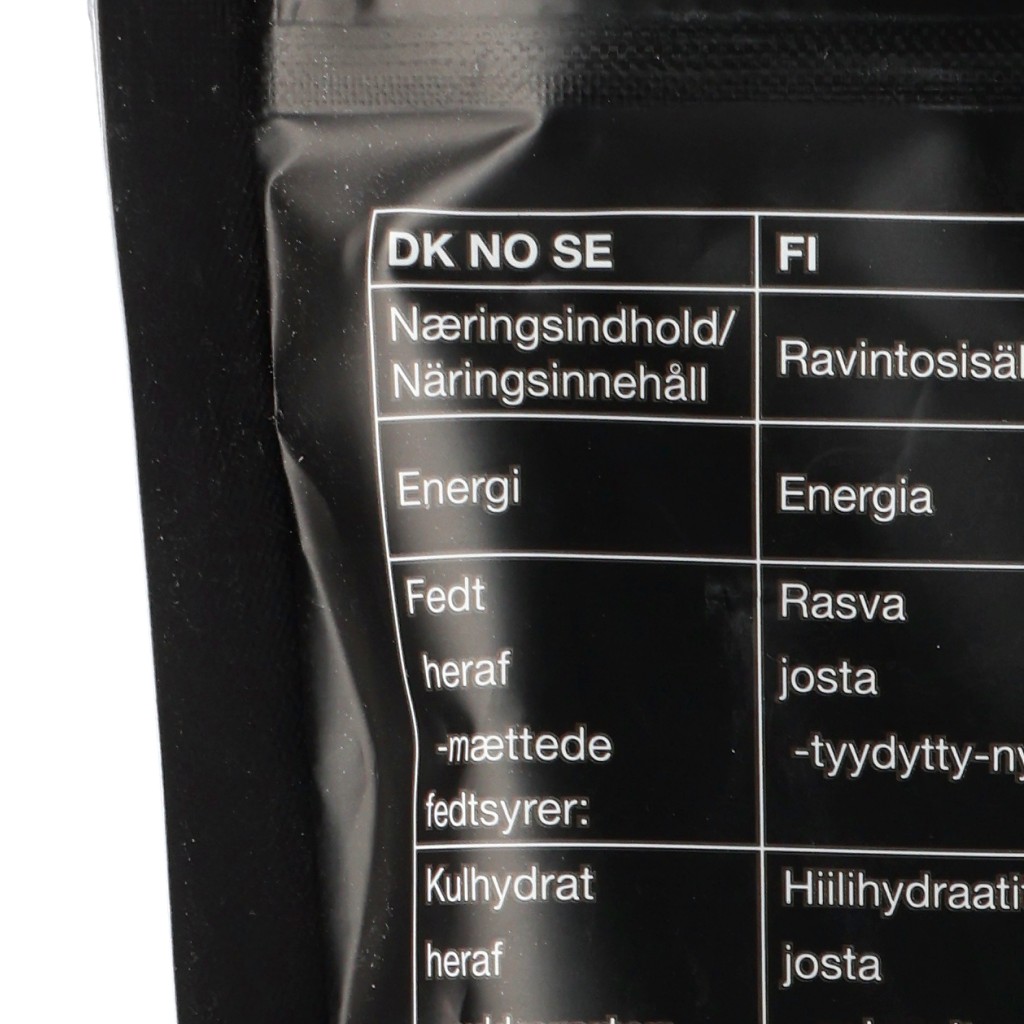 DK NO SE
FI
Næringsindhold/
Näringsinnehåll
Energi
Energia
Fedt
Rasva
heraf
josta
-mættede
fedtsyrer:
Kulhydrat
heraf
josta